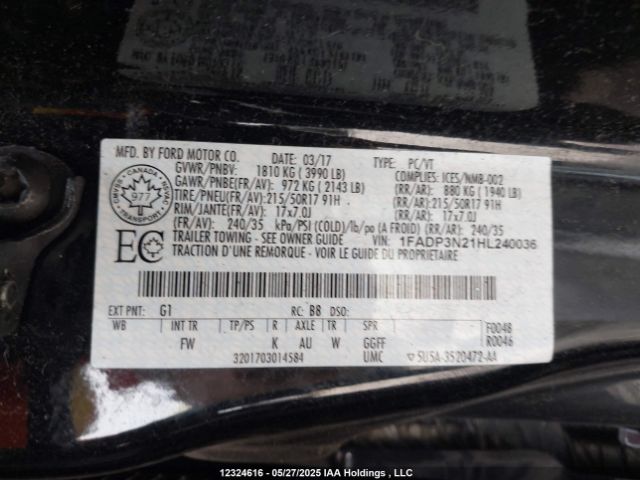 MFD. BY FORD MOTOR CO.   DATE: 03/17   TYPE: PC/VT
GVWR/PNBV: 1810 KG ( 3990 LB)   COMPLIES: ICES/NMB-002
GAWR/PNBE(FR/AV): 972 KG ( 2143 LB)   (RR/AR): 880 KG ( 1940 LB)
TIRE/PNEU(FR/AV): 215/50R17 91H   (RR/AR): 215/50R17 91H
RIM/JANTE(FR/AV): 17x7.0J   (RR/AR): 17x7.0J
(FR/AV): 240/35 kPa/PSI (COLD)/lb/po (A FROID) (RR/AR): 240/35
TRAILER TOWING - SEE OWNER GUIDE   VIN: 1FADP3N21HL240036
TRACTION D'UNE REMORQUE - VOIR LE GUIDE DU PROPRIETAIRE
CANADA
977
EC
EXT PNT: G1   RC: B8   DSO:
WB   INT TR   TP/PS   R   AXLE   TR   SPR   F0048
FW   K   AU   W   GGFF   R0046
3201703014584   UMC   5U5A-3520472-AA
12324616 - 05/27/2025 IAA Holdings , LLC